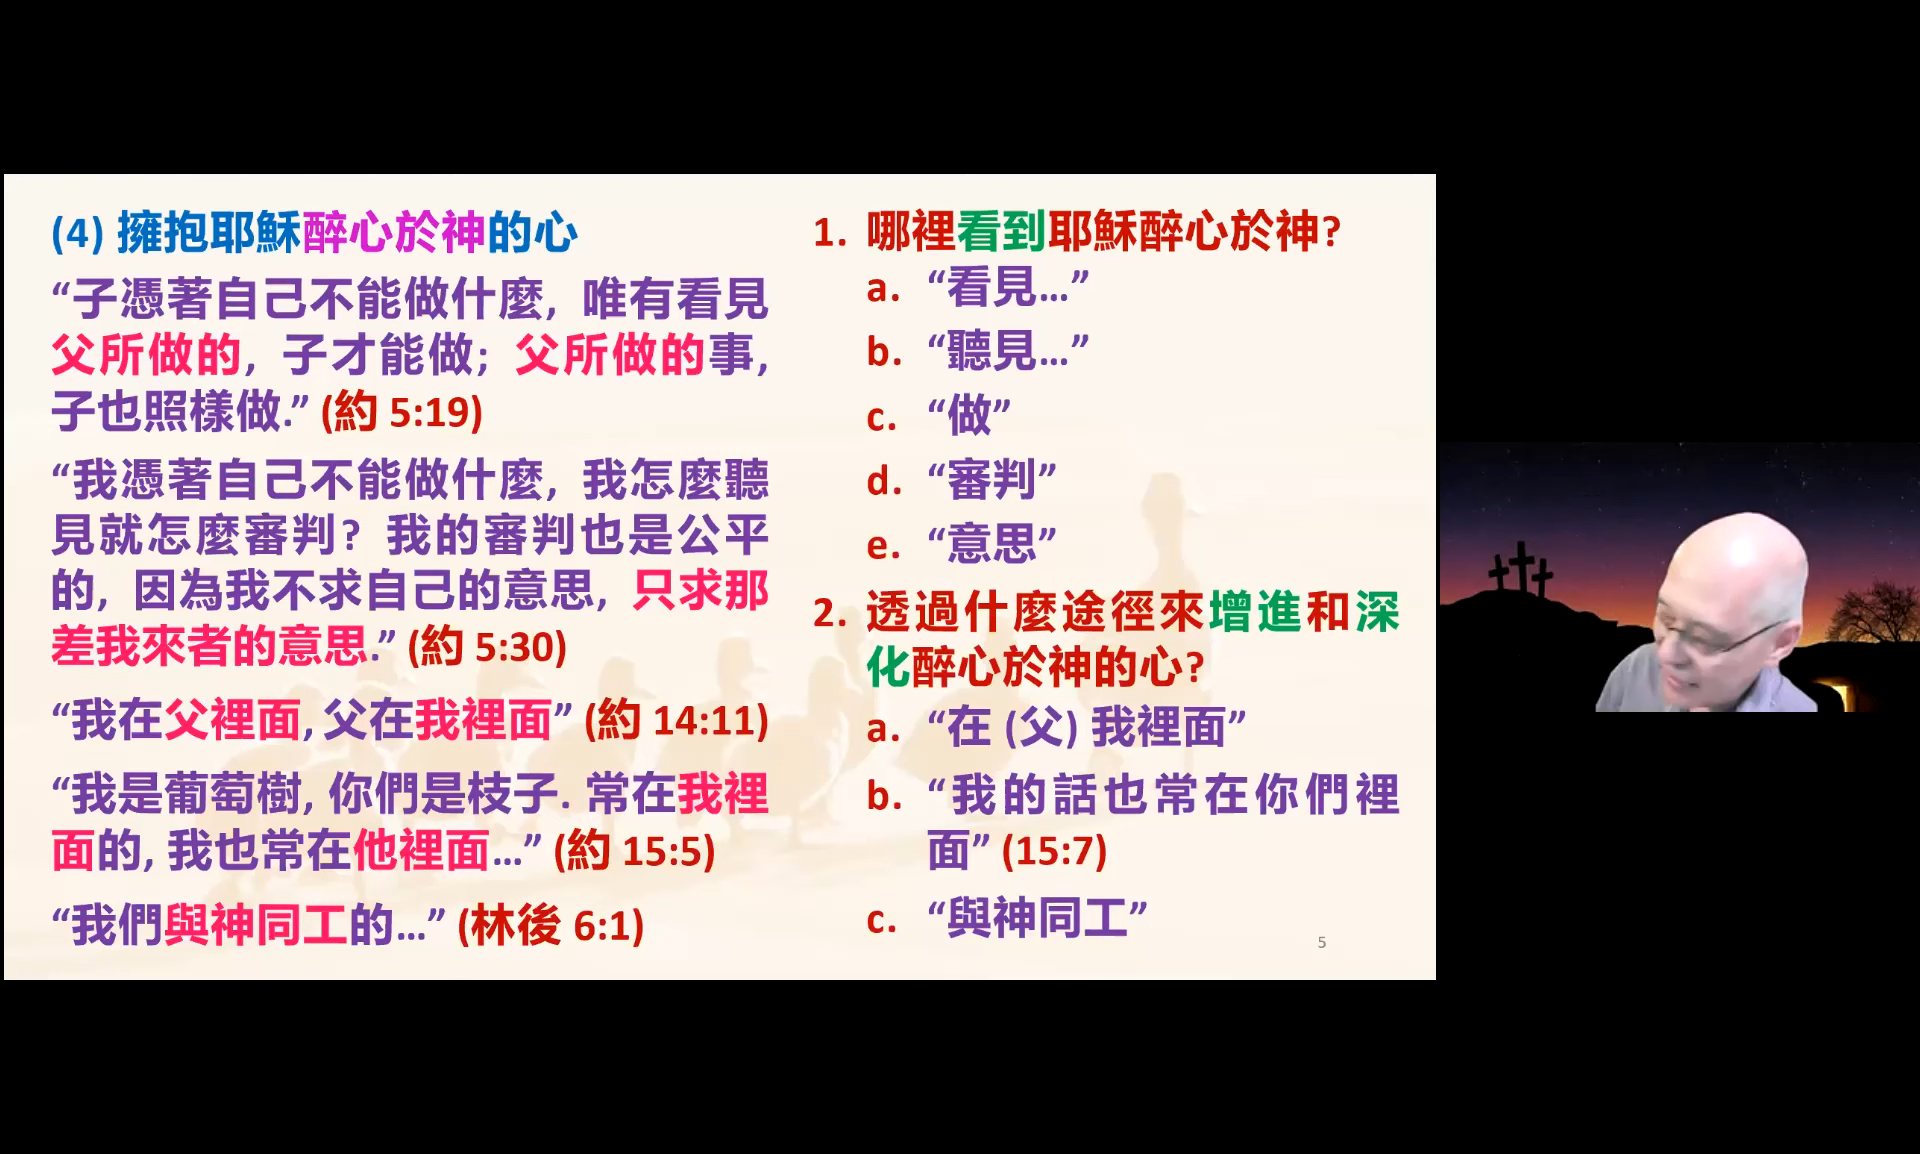 (4) 擁抱耶穌醉心於神的心
“子憑著自己不能做什麼, 唯有看見
父所做的, 子才能做; 父所做的事,
子也照樣做.” (約 5:19)
“我憑著自己不能做什麼, 我怎麼聽
見就怎麼審判? 我的審判也是公平
的, 因為我不求自己的意思, 只求那
差我來者的意思.” (約 5:30)
“我在父裡面, 父在我裡面” (約 14:11)
“我是葡萄樹, 你們是枝子. 常在我裡
面的, 我也常在他裡面…” (約 15:5)
“我們與神同工的…” (林後 6:1)
1. 哪裡看到耶穌醉心於神?
a. “看見…”
b. “聽見…”
c. “做”
d. “審判”
e. “意思”
2. 透過什麼途徑來增進和深
化醉心於神的心?
a. “在 (父) 我裡面”
b. “我的話也常在你們裡
面” (15:7)
c. “與神同工”
5